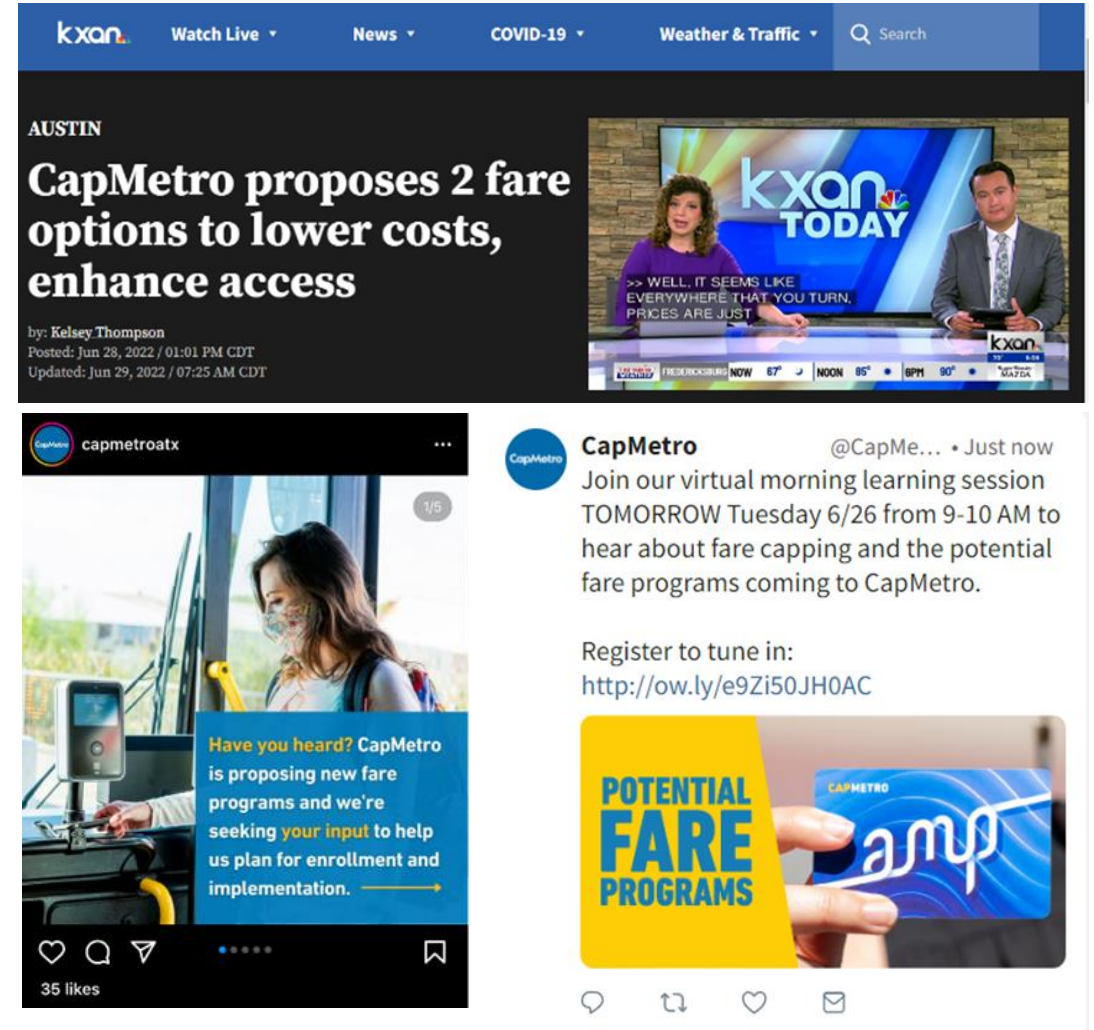 kxan
Watch Live
News
COVID-19
Weather & Traffic
Search
AUSTIN
CapMetro proposes 2 fare
options to lower costs,
enhance access
by: Kelsey Thompson
Posted: Jun 28, 2022 / 01:01 PM CDT
Updated: Jun 29, 2022 / 07:25 AM CDT
kxan
TODAY
>> WELL, IT SEEMS LIKE
EVERYWHERE THAT YOU TURN,
PRICES ARE JUST
kxan
FREDERICKSBURG NOW 67° NOON 85° 6PM 90°
MAZDA
CapMetro
capmetroatx
1/5
Have you heard? CapMetro
is proposing new fare
programs and we're
seeking your input to help
us plan for enrollment and
implementation.
35 likes
CapMetro
CapMetro @CapMe... • Just now
Join our virtual morning learning session
TOMORROW Tuesday 6/26 from 9-10 AM to
hear about fare capping and the potential
fare programs coming to CapMetro.
Register to tune in:
http://ow.ly/e9Zi50JH0AC
POTENTIAL
FARE
PROGRAMS
CAPMETRO
amp